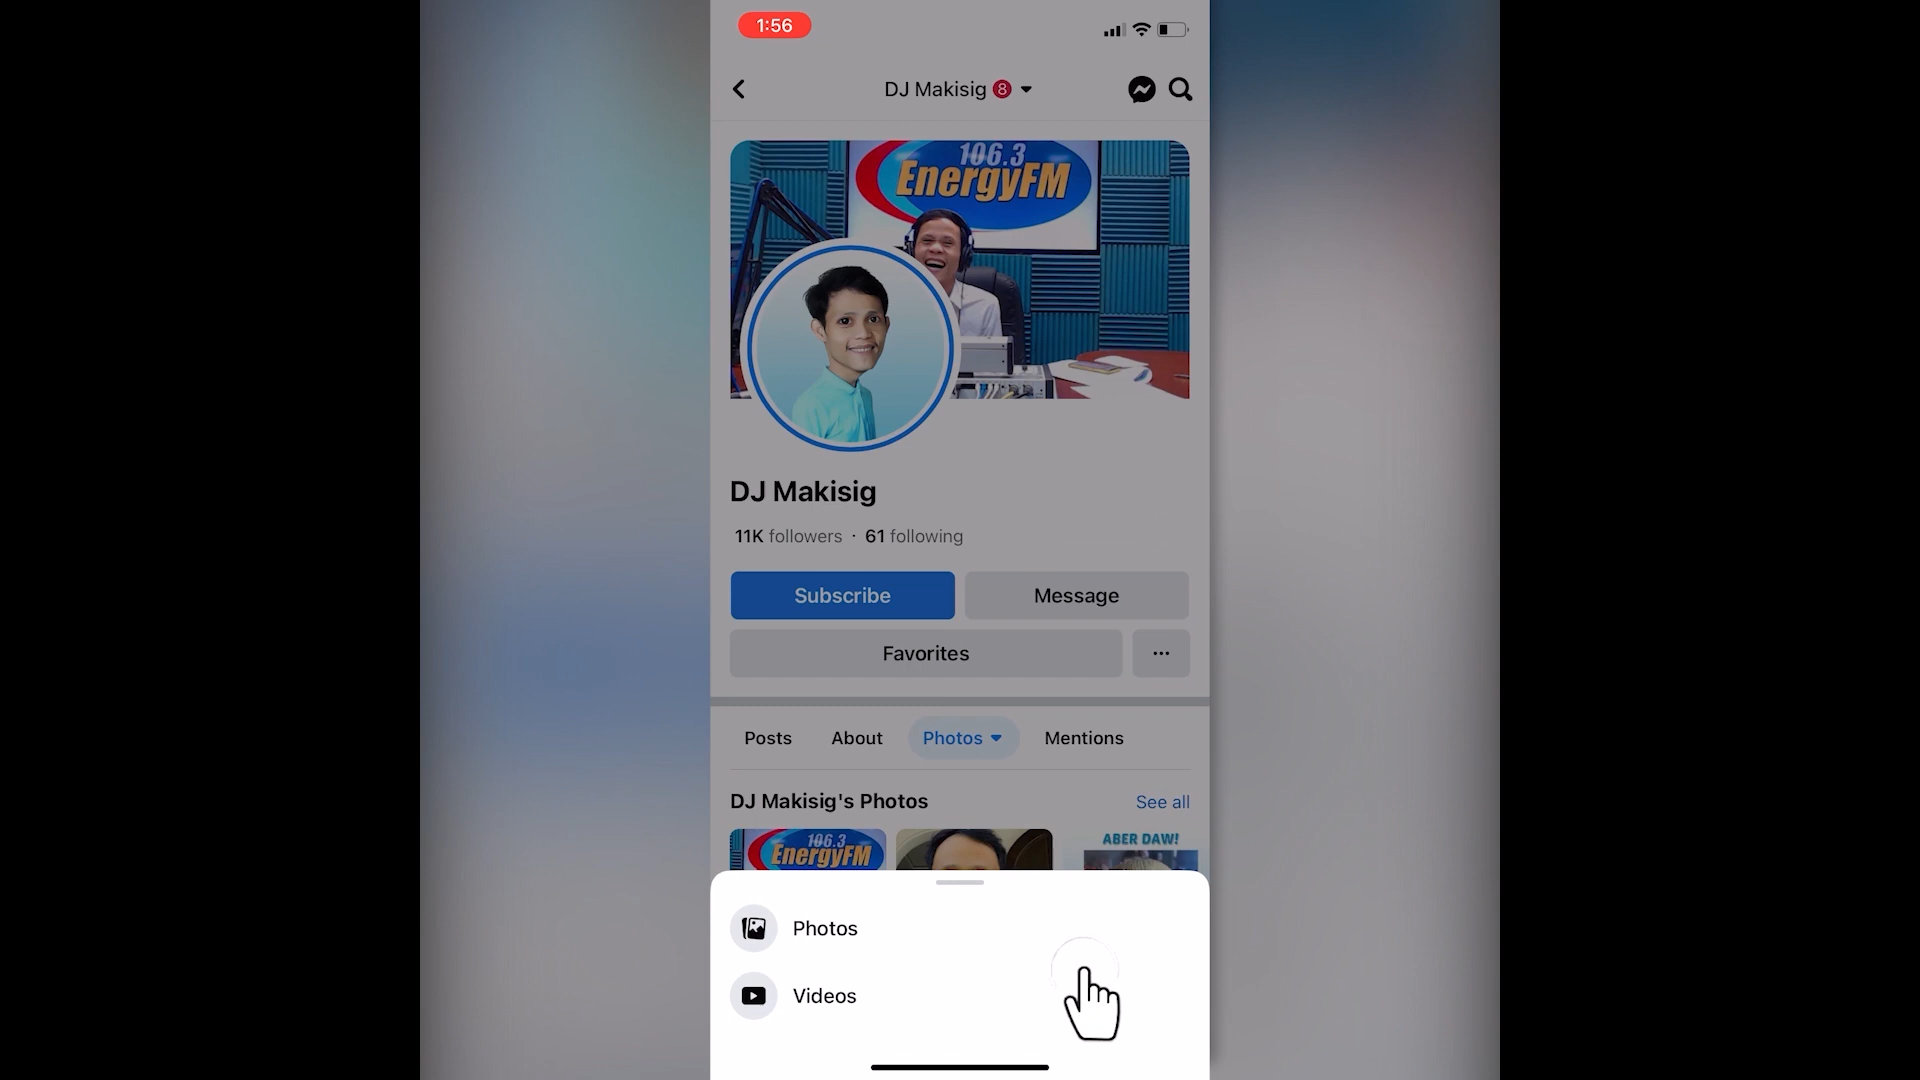 1:56
DJ Makisig 8
106.3
EnergyFM
DJ Makisig
11K followers · 61 following
Subscribe
Message
Favorites
Posts
About
Photos
Mentions
DJ Makisig's Photos
See all
106.3
EnergyFM
ABER DAW!
Photos
Videos